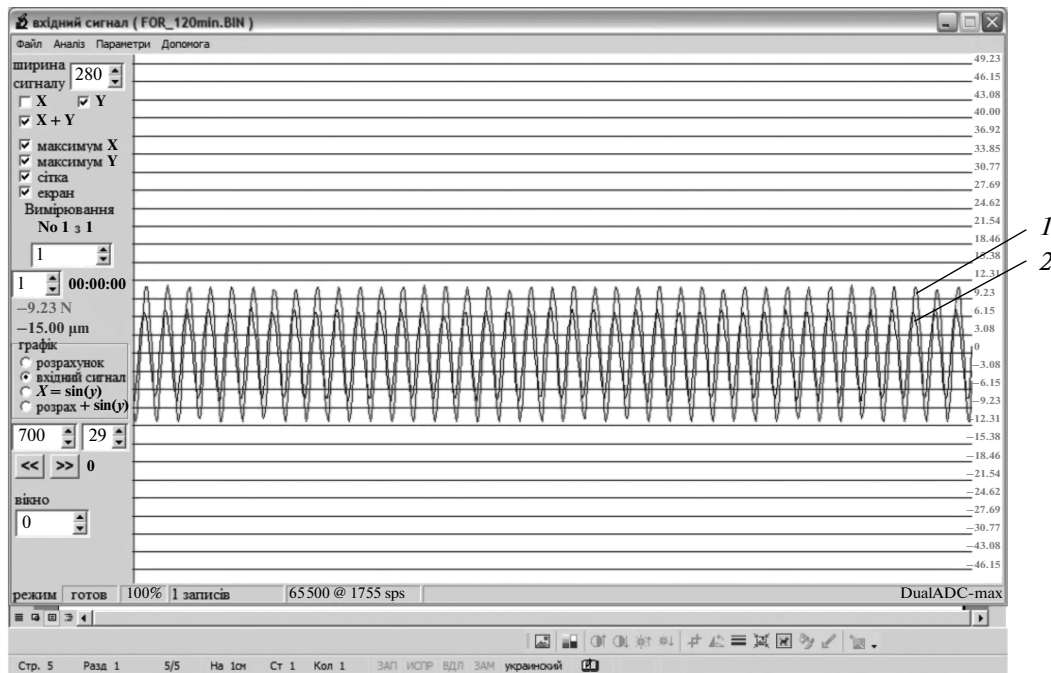 вхідний сигнал ( FOR_120min.BIN )
Файл Аналіз Параметри Допомога
ширина
сигналу 280
X Y
X + Y
максимум X
максимум Y
сітка
екран
Вимірювання
No 1 з 1
1
1 00:00:00
−9.23 N
−15.00 μm
графік
розрахунок
вхідний сигнал
X = sin(y)
розрах + sin(y)
700 29
<< >> 0
вікно
0
49.23
46.15
43.08
40.00
36.92
33.85
30.77
27.69
24.62
21.54
18.46
15.38
12.31
9.23
6.15
3.08
0
−3.08
−6.15
−9.23
−12.31
−15.38
−18.46
−21.54
−24.62
−27.69
−30.77
−43.08
−46.15
1
2
режим готов 100% 1 записів 65500 @ 1755 sps DualADC-max
Стр. 5 Разд 1 5/5 На 1см Ст 1 Кол 1 ЗАП ИСПР ВДЛ ЗАМ украинский